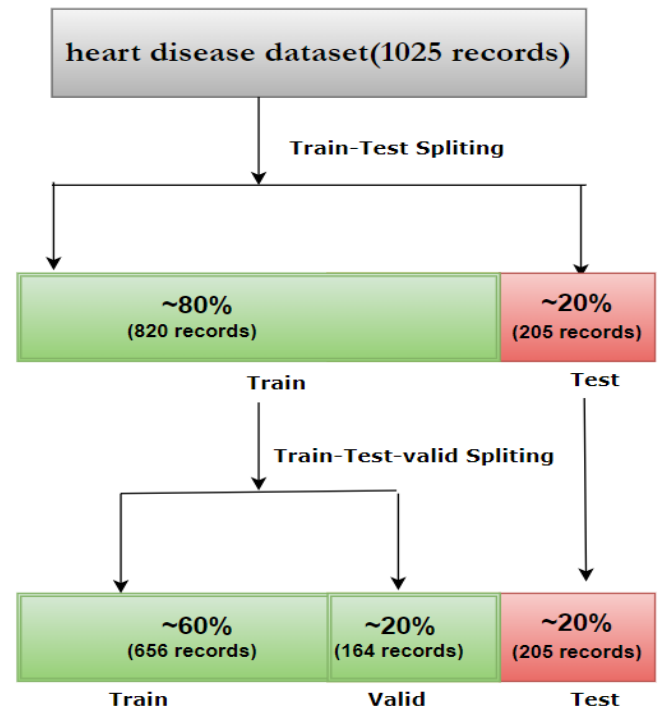 heart disease dataset(1025 records)
Train-Test Spliting
~80%
(820 records)
~20%
(205 records)
Train
Test
Train-Test-valid Spliting
~60%
(656 records)
~20%
(164 records)
~20%
(205 records)
Train
Valid
Test